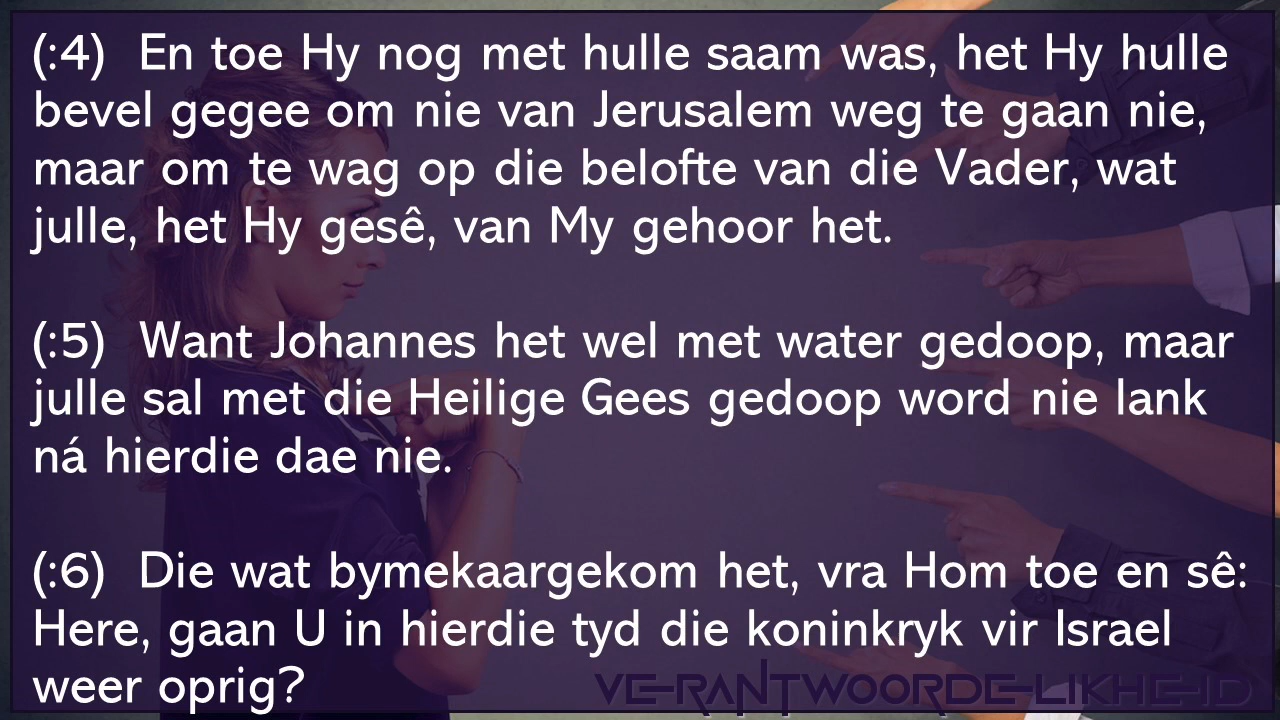 (:4) En toe Hy nog met hulle saam was, het Hy hulle
bevel gegee om nie van Jerusalem weg te gaan nie,
maar om te wag op die belofte van die Vader, wat
julle, het Hy gesê, van My gehoor het.
(:5) Want Johannes het wel met water gedoop, maar
julle sal met die Heilige Gees gedoop word nie lank
ná hierdie dae nie.
(:6) Die wat bymekaargekom het, vra Hom toe en sê:
Here, gaan U in hierdie tyd die koninkryk vir Israel
weer oprig?
VERANTWOORDELIKHEID